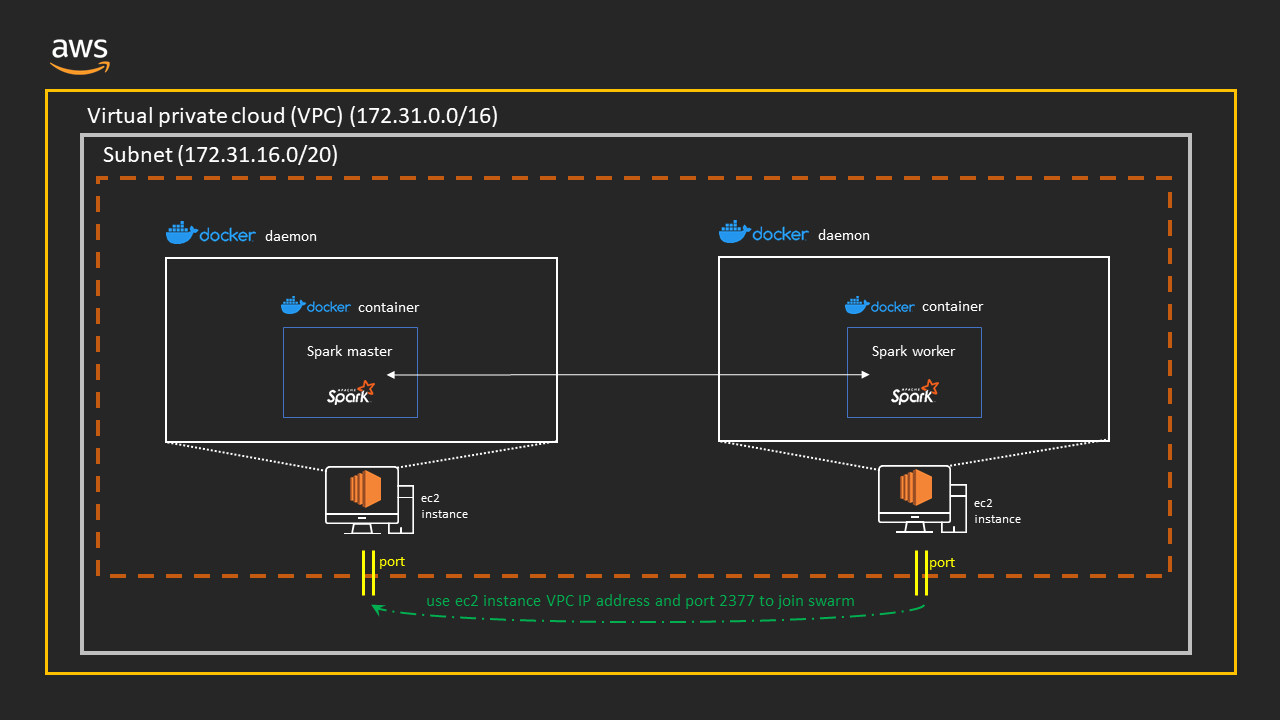 aws
Virtual private cloud (VPC) (172.31.0.0/16)
Subnet (172.31.16.0/20)
docker daemon
docker daemon
docker container
docker container
Spark master
Spark worker
APACHE
Spark
APACHE
Spark
ec2
instance
ec2
instance
port
port
use ec2 instance VPC IP address and port 2377 to join swarm